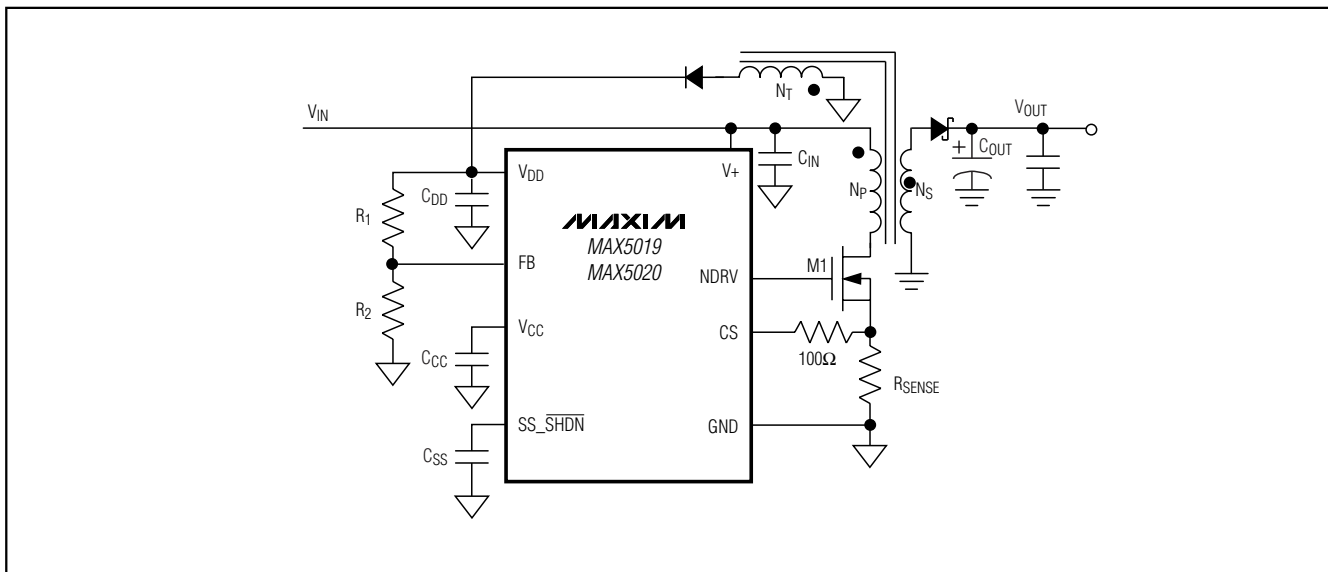 N_T
V_IN
V_OUT
V_DD
V+
C_IN
+
C_OUT
C_DD
R_1
N_P
N_S
MAXIM
MAX5019
MAX5020
FB
NDRV
M1
R_2
V_CC
CS
C_CC
100Ω
R_SENSE
SS_SHDN
GND
C_SS